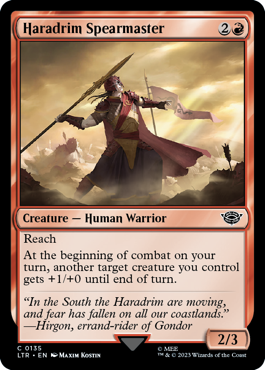 Haradrim Spearmaster 2
Creature — Human Warrior
Reach
At the beginning of combat on your
turn, another target creature you control
gets +1/+0 until end of turn.
“In the South the Haradrim are moving,
and fear has fallen on all our coastlands.”
—Hirgon, errand-rider of Gondor
2/3
C 0135
LTR • EN Maxim Kostin
© MEE
™ & © 2023 Wizards of the Coast